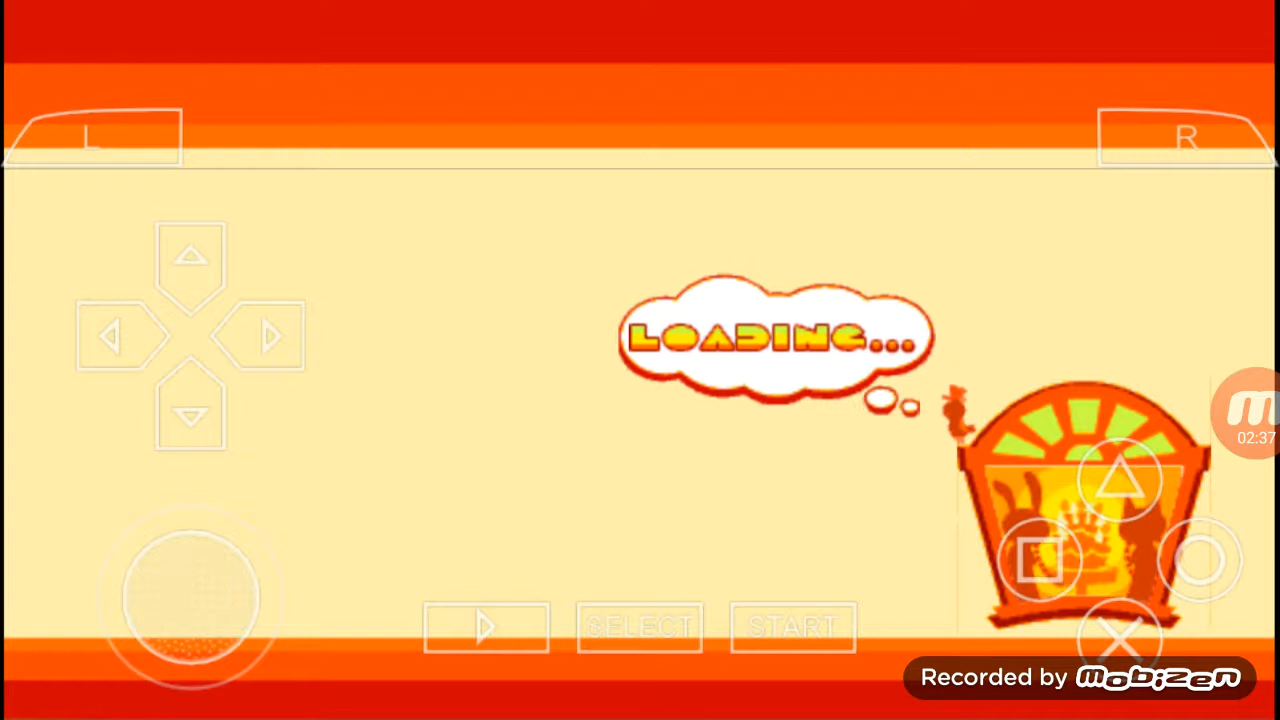 L
R
LOADING...
02:37
SELECT
START
Recorded by mobizen